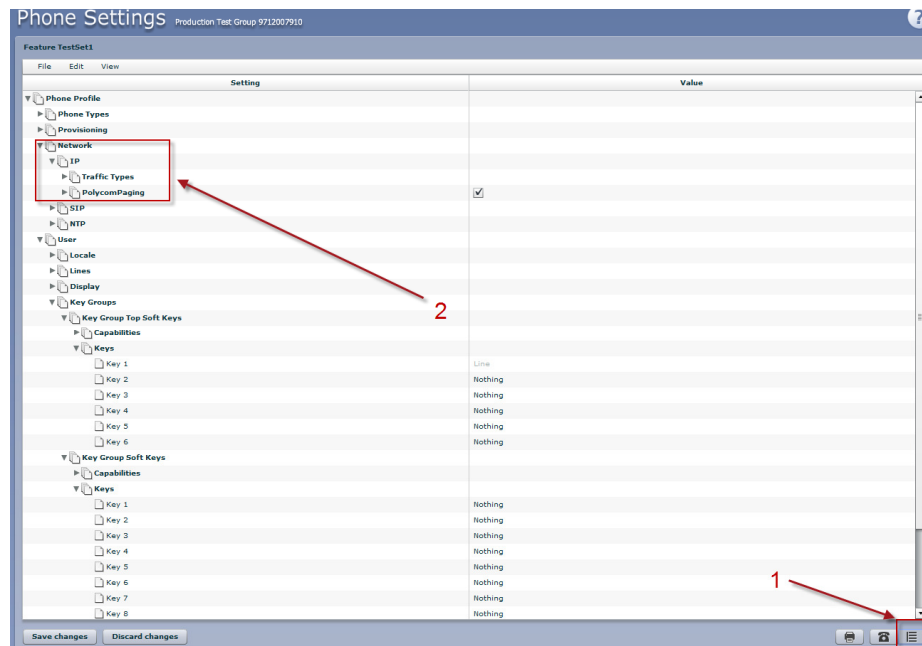 Phone Settings Production Test Group 9712007910
?
Feature TestSet1
File Edit View
Setting Value
Phone Profile
Phone Types
Provisioning
Network
IP
Traffic Types
PolycomPaging
SIP
NTP
User
Locale
Lines
Display
2
Key Groups
Key Group Top Soft Keys
Capabilities
Keys
Key 1 Line
Key 2 Nothing
Key 3 Nothing
Key 4 Nothing
Key 5 Nothing
Key 6 Nothing
Key Group Soft Keys
Capabilities
Keys
Key 1 Nothing
Key 2 Nothing
Key 3 Nothing
Key 4 Nothing
Key 5 Nothing
Key 6 Nothing
1
Key 7 Nothing
Key 8 Nothing
Save changes Discard changes